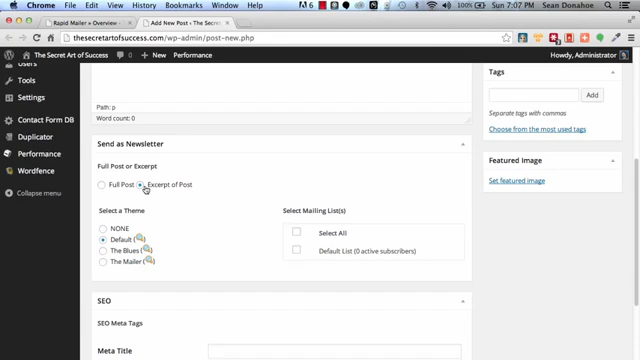 Chrome File Edit View History Bookmarks Window Help
6 100% Sun 7:07 PM Sean Donahoe
Rapid Mailer » Overview -
Add New Post ‹ The Secret
thesecretartofsuccess.com/wp-admin/post-new.php
The Secret Art of Success 0 + New Performance
Howdy, Administrator
Users
Tools
Settings
Contact Form DB
Duplicator
Performance
Wordfence
Collapse menu
Path: p
Word count: 0
Send as Newsletter
Full Post or Excerpt
Full Post Excerpt of Post
Select a Theme
NONE
Default ( )
The Blues ( )
The Mailer ( )
Select Mailing List(s)
Select All
Default List (0 active subscribers)
SEO
SEO Meta Tags
Meta Title
Tags
Add
Separate tags with commas
Choose from the most used tags
Featured Image
Set featured image